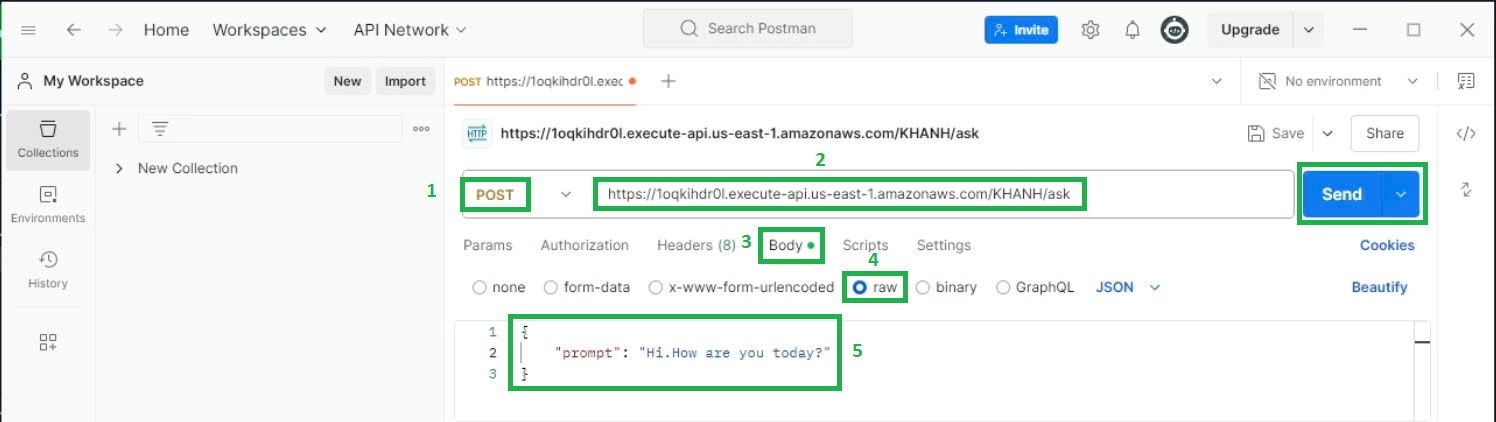 Home Workspaces API Network Search Postman Invite Upgrade
My Workspace New Import POST https://1oqkihdr0l.exec No environment
Collections
New Collection
Environments
History
HTTP https://1oqkihdr0l.execute-api.us-east-1.amazonaws.com/KHANH/ask Save Share
2
1 POST https://1oqkihdr0l.execute-api.us-east-1.amazonaws.com/KHANH/ask Send
Params Authorization Headers (8) 3 Body Scripts Settings Cookies
4
none form-data x-www-form-urlencoded raw binary GraphQL JSON Beautify
1 {
2 "prompt": "Hi.How are you today?" 5
3 }